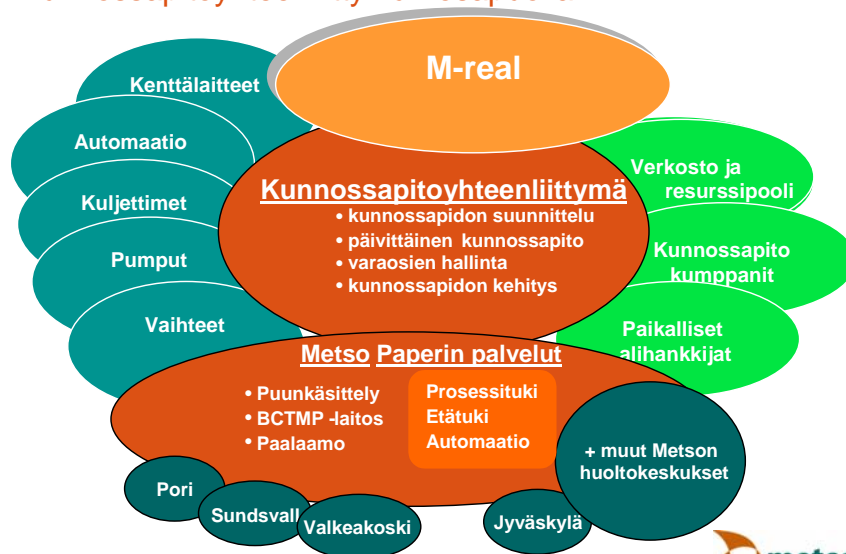 M-real
Kenttälaitteet
Automaatio
Kuljettimet
Pumput
Vaihteet
Kunnossapitoyhteenliittymä
• kunnossapidon suunnittelu
• päivittäinen kunnossapito
• varaosien hallinta
• kunnossapidon kehitys
Verkosto ja
resurssipooli
Kunnossapito
kumppanit
Paikalliset
alihankkijat
Metso Paperin palvelut
• Puunkäsittely
• BCTMP -laitos
• Paalaamo
Prosessituki
Etätuki
Automaatio
+ muut Metson
huoltokeskukset
Pori
Sundsvall
Valkeakoski
Jyväskylä